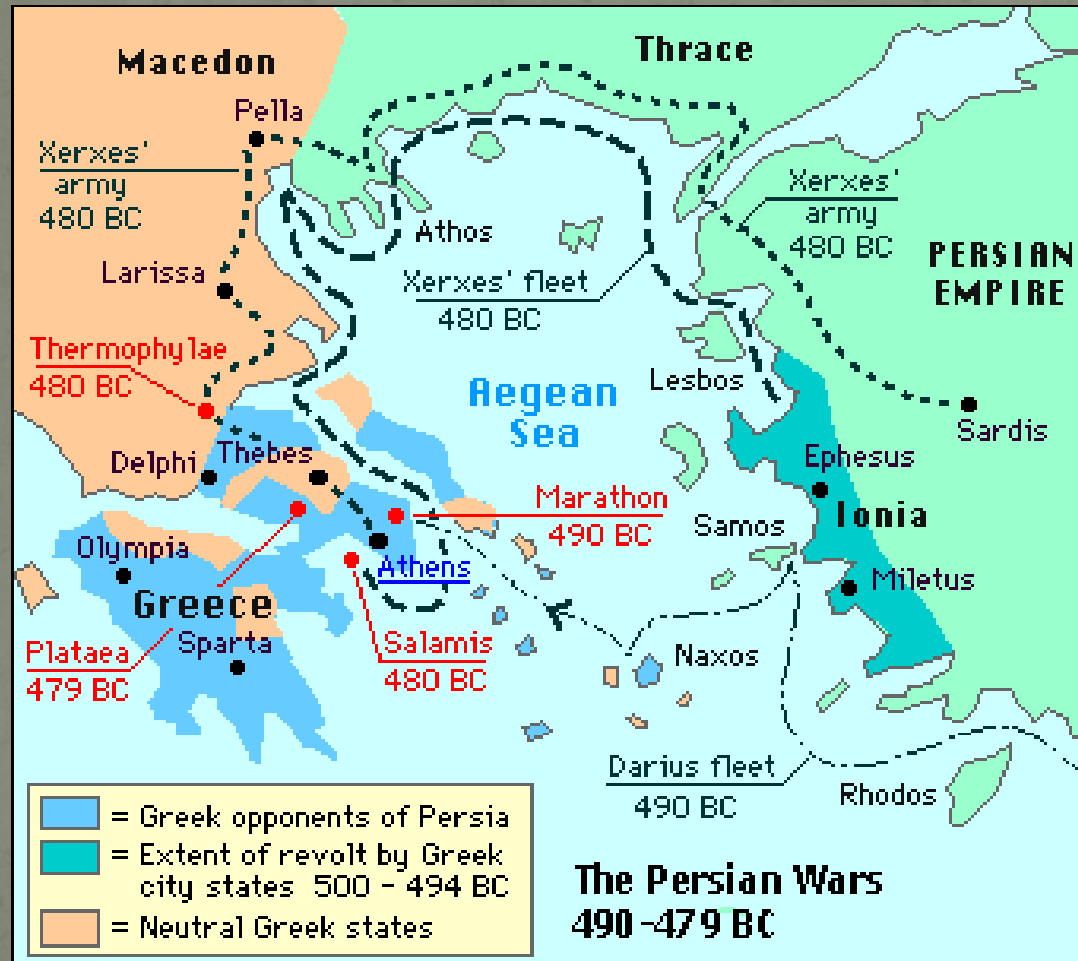 Macedon
Thrace
Pella
Xerxes'
army
480 BC
Xerxes'
army
480 BC
Athos
PERSIAN
EMPIRE
Larissa
Xerxes' fleet
480 BC
Thermophylae
480 BC
Lesbos
Aegean
Sea
Sardis
Delphi
Thebes
Ephesus
Marathon
490 BC
Ionia
Samos
Olympia
Athens
Miletus
Greece
Plataea
479 BC
Sparta
Salamis
480 BC
Naxos
Darius fleet
490 BC
Rhodos
= Greek opponents of Persia
= Extent of revolt by Greek
city states 500 - 494 BC
= Neutral Greek states
The Persian Wars
490-479 BC